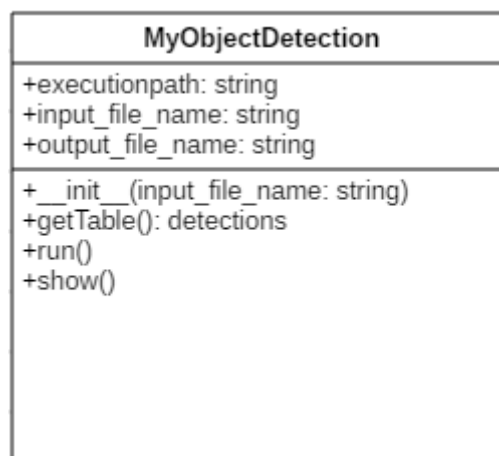 MyObjectDetection
+executionpath: string
+input_file_name: string
+output_file_name: string
+__init__(input_file_name: string)
+getTable(): detections
+run()
+show()